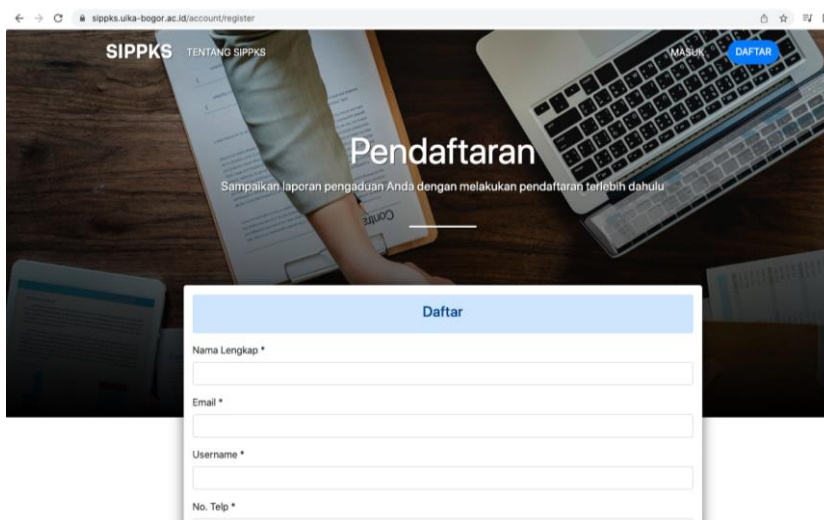 sippks.uika-bogor.ac.id/account/register
SIPPKS TENTANG SIPPKS MASUK DAFTAR
Pendaftaran
Sampaikan laporan pengaduan Anda dengan melakukan pendaftaran terlebih dahulu
Contra
Daftar
Nama Lengkap *
Email *
Username *
No. Telp *